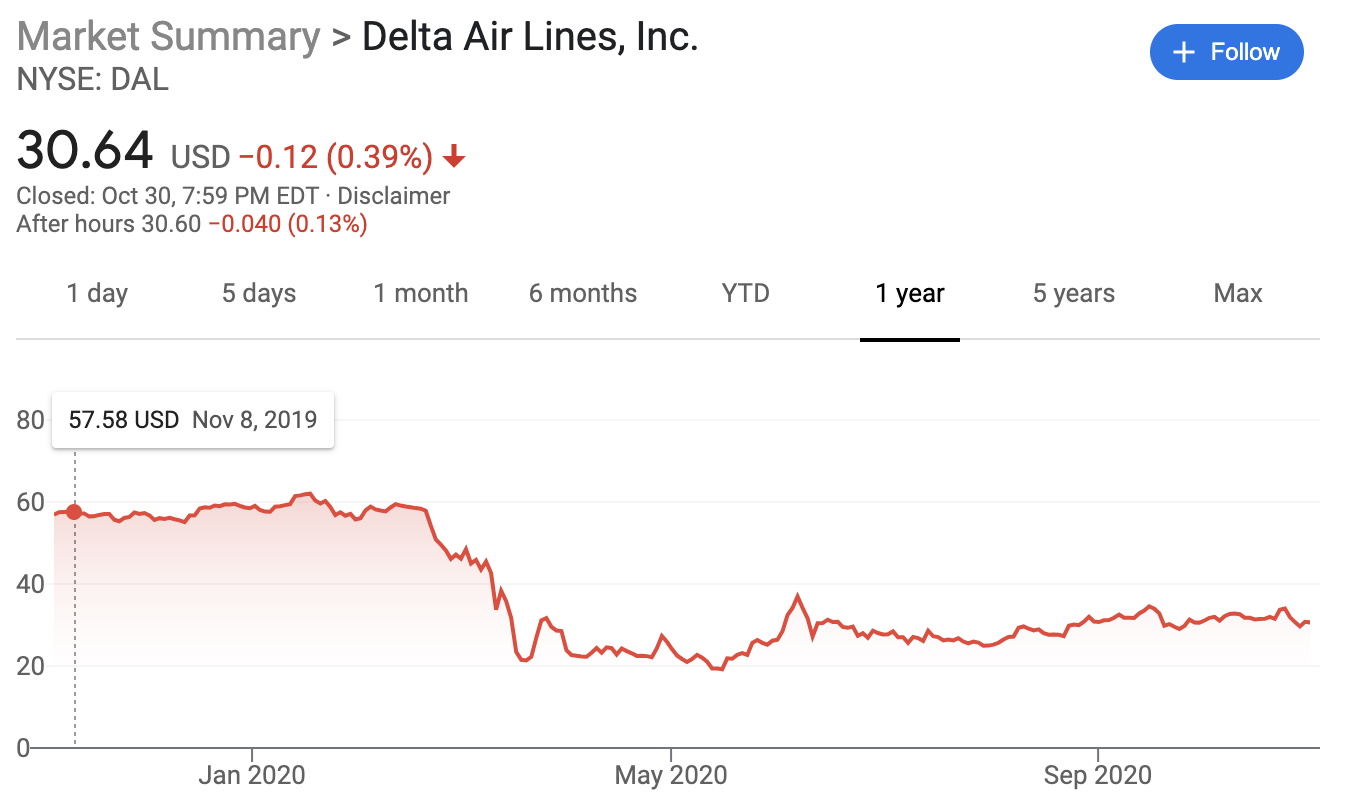 Market Summary > Delta Air Lines, Inc.
+ Follow
NYSE: DAL
30.64 USD −0.12 (0.39%)
Closed: Oct 30, 7:59 PM EDT · Disclaimer
After hours 30.60 −0.040 (0.13%)
1 day 5 days 1 month 6 months YTD 1 year 5 years Max
57.58 USD Nov 8, 2019
80
60
40
20
0
Jan 2020 May 2020 Sep 2020